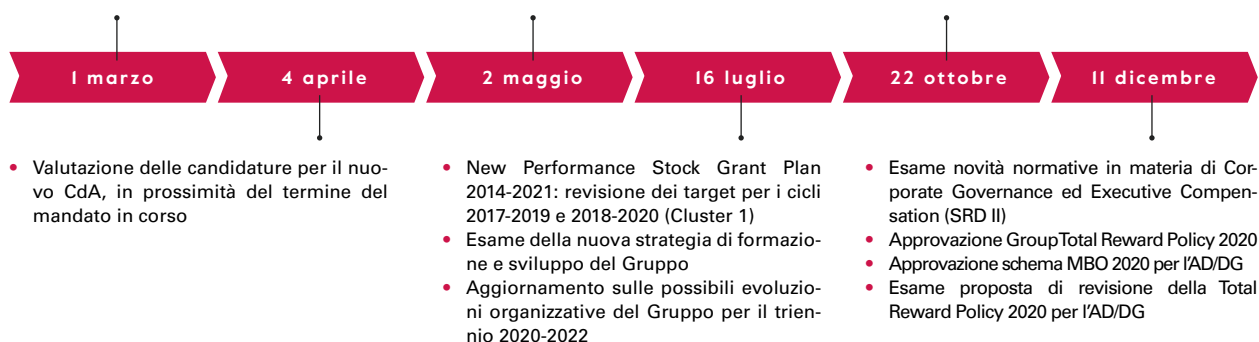 1 marzo
4 aprile
2 maggio
16 luglio
22 ottobre
11 dicembre
• Valutazione delle candidature per il nuo-
vo CdA, in prossimità del termine del
mandato in corso
• New Performance Stock Grant Plan
2014-2021: revisione dei target per i cicli
2017-2019 e 2018-2020 (Cluster 1)
• Esame della nuova strategia di formazio-
ne e sviluppo del Gruppo
• Aggiornamento sulle possibili evoluzio-
ni organizzative del Gruppo per il trien-
nio 2020-2022
• Esame novità normative in materia di Cor-
porate Governance ed Executive Compen-
sation (SRD II)
• Approvazione Group Total Reward Policy 2020
• Approvazione schema MBO 2020 per l'AD/DG
• Esame proposta di revisione della Total
Reward Policy 2020 per l'AD/DG